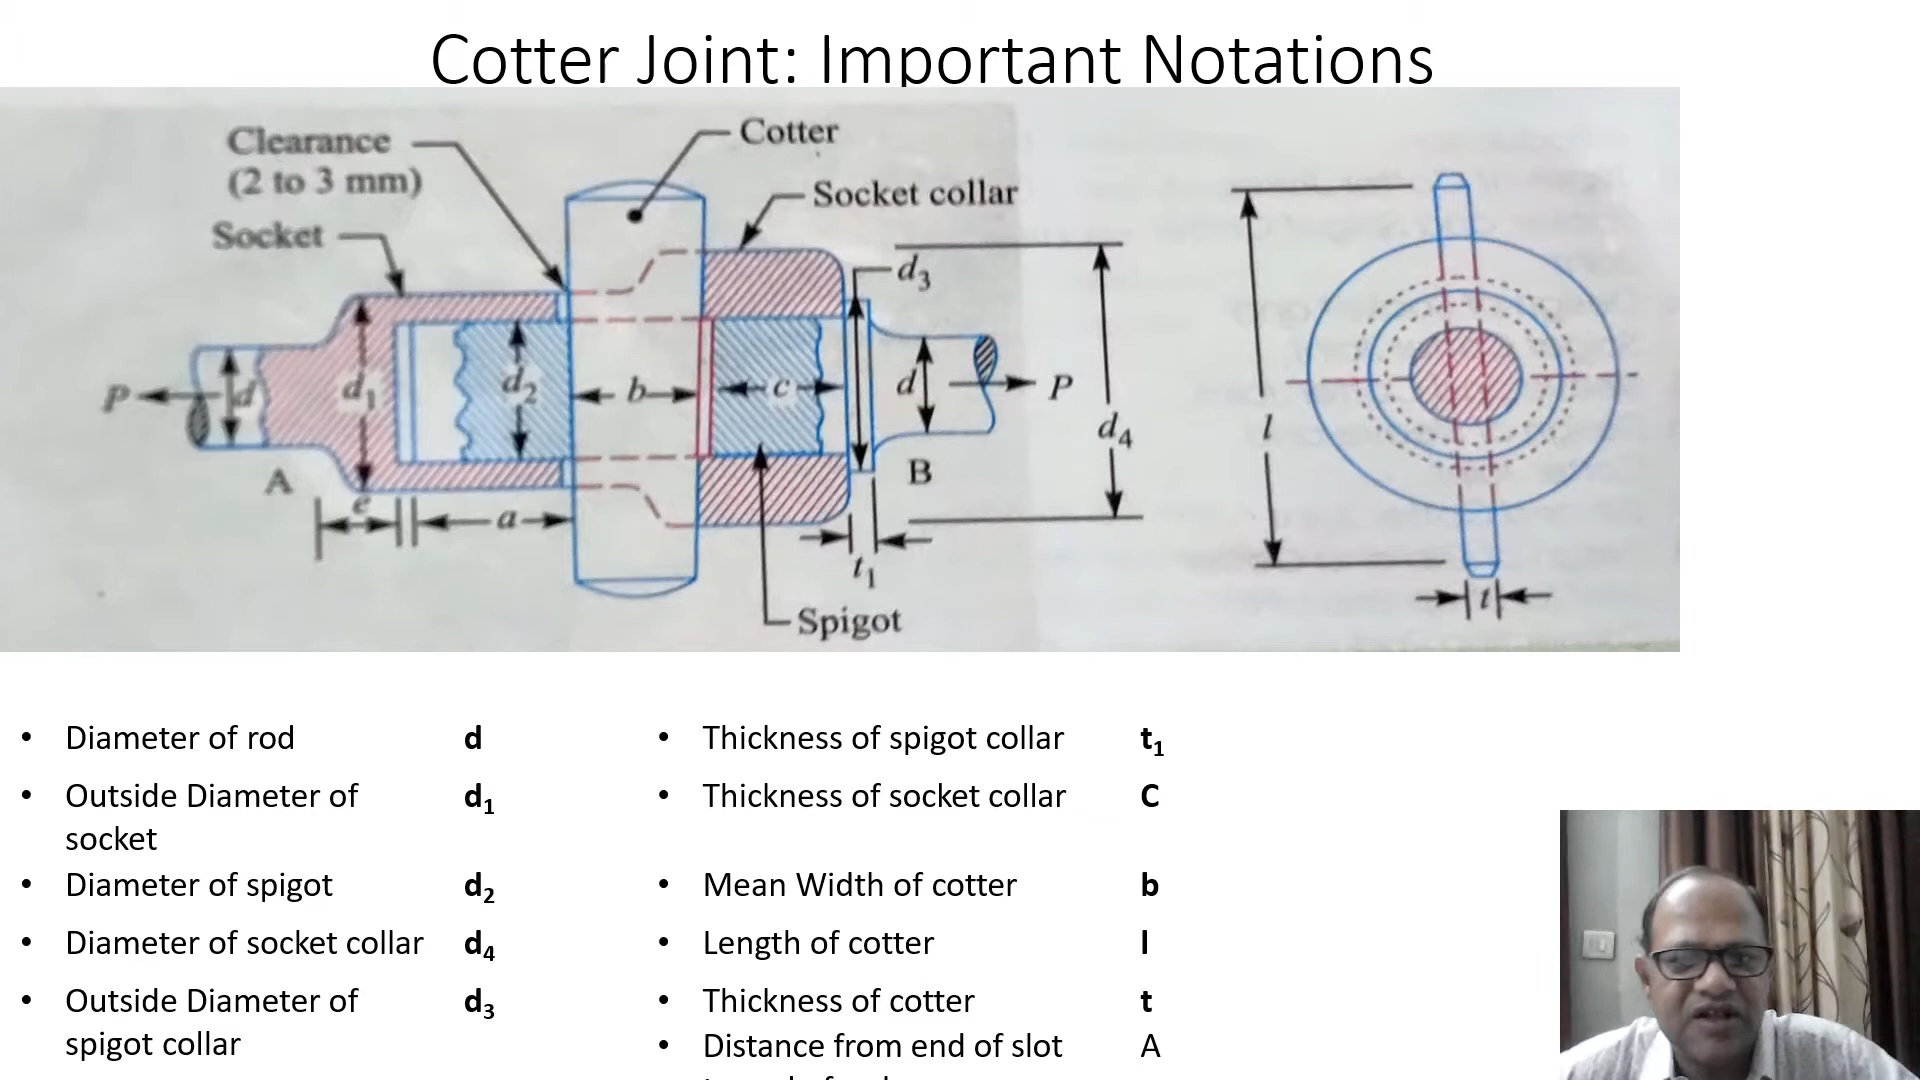 Cotter Joint: Important Notations
Clearance
(2 to 3 mm)
Socket
Cotter
Socket collar
d3
P
d
d1
d2
b
c
d
P
d4
l
A
B
e
a
t1
Spigot
t
• Diameter of rod d
• Outside Diameter of socket d1
• Diameter of spigot d2
• Diameter of socket collar d4
• Outside Diameter of spigot collar d3
• Thickness of spigot collar t1
• Thickness of socket collar C
• Mean Width of cotter b
• Length of cotter l
• Thickness of cotter t
• Distance from end of slot A